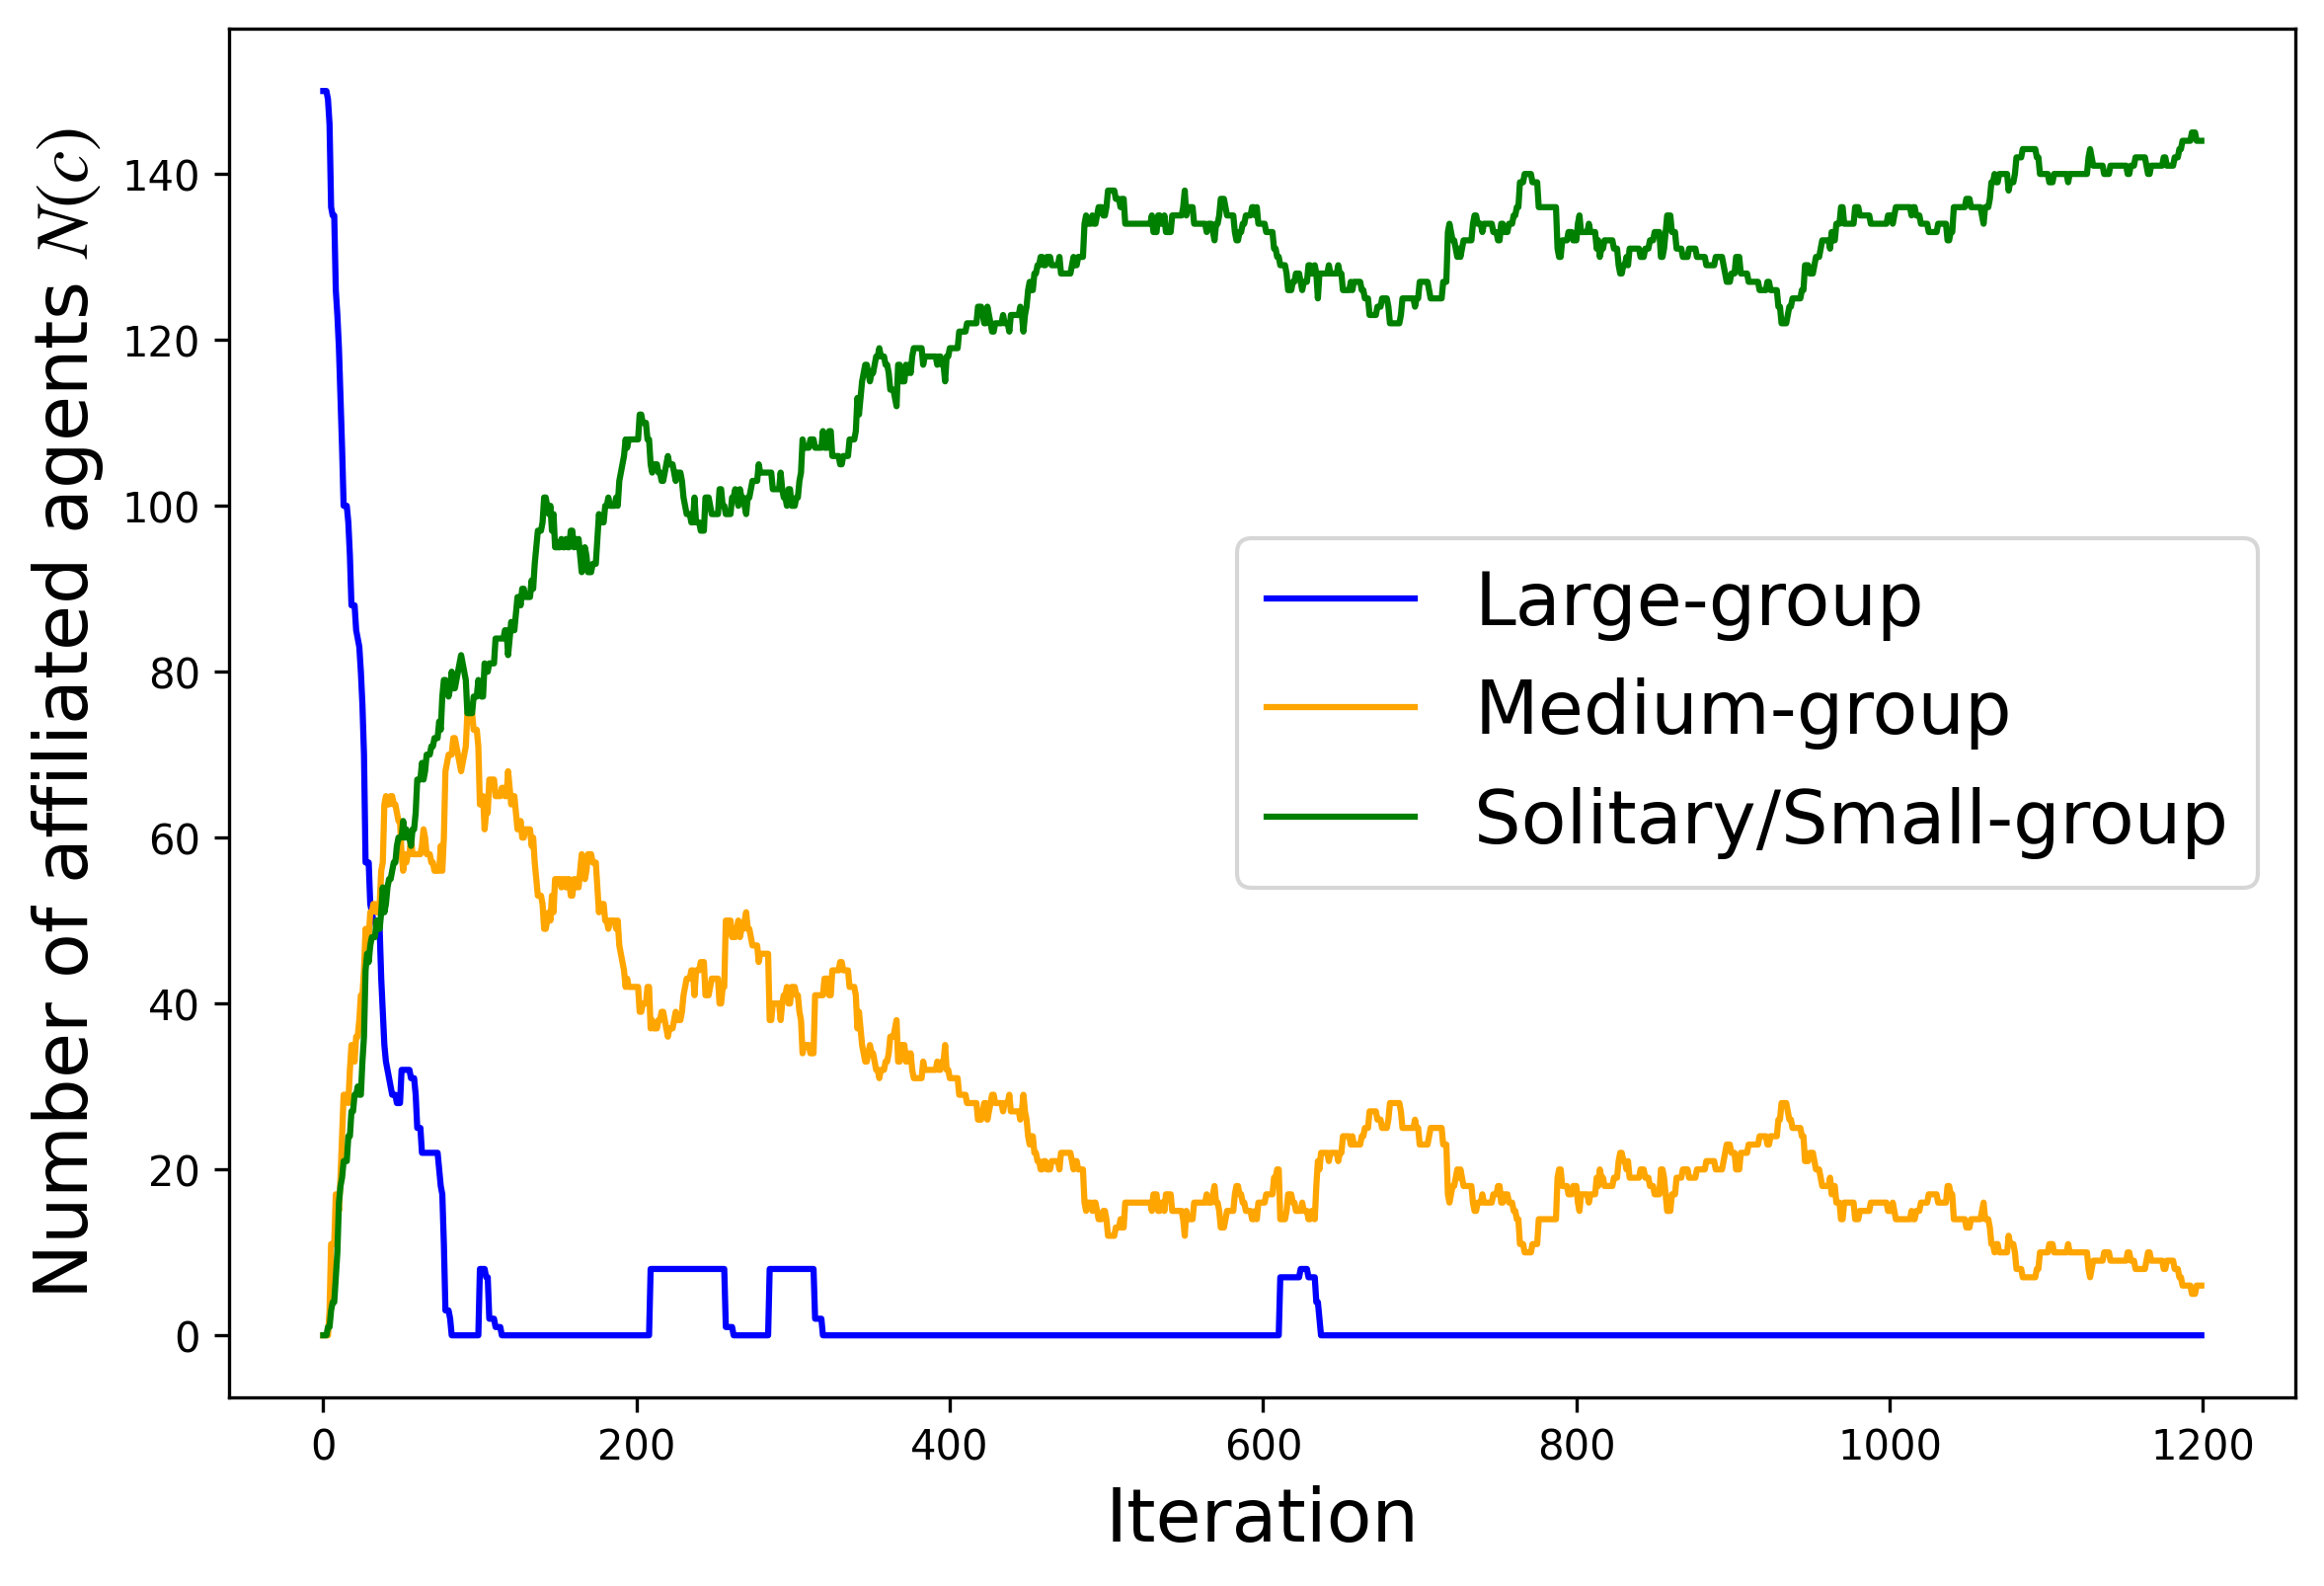 Number of affiliated agents N(c)
140
120
100
80
60
40
20
0
Large-group
Medium-group
Solitary/Small-group
0 200 400 600 800 1000 1200
Iteration